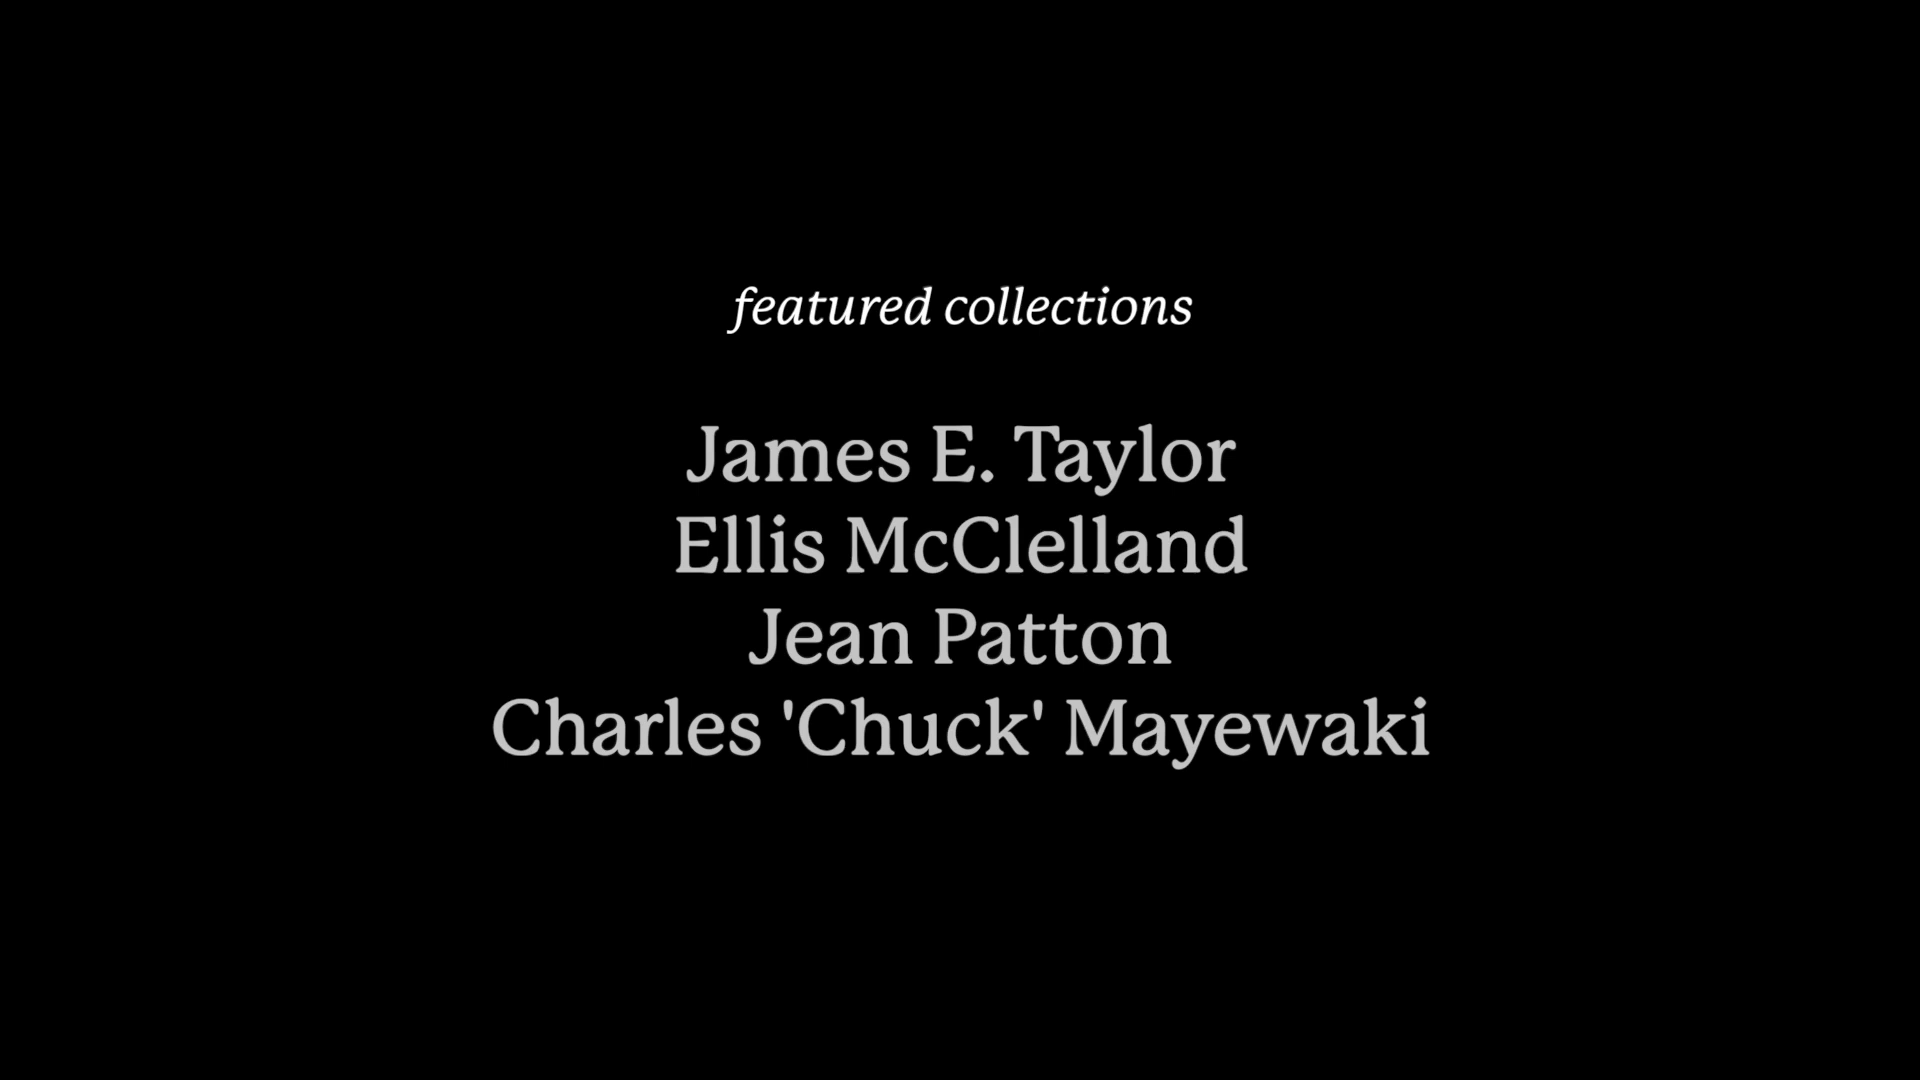 featured collections
James E. Taylor
Ellis McClelland
Jean Patton
Charles 'Chuck' Mayewaki